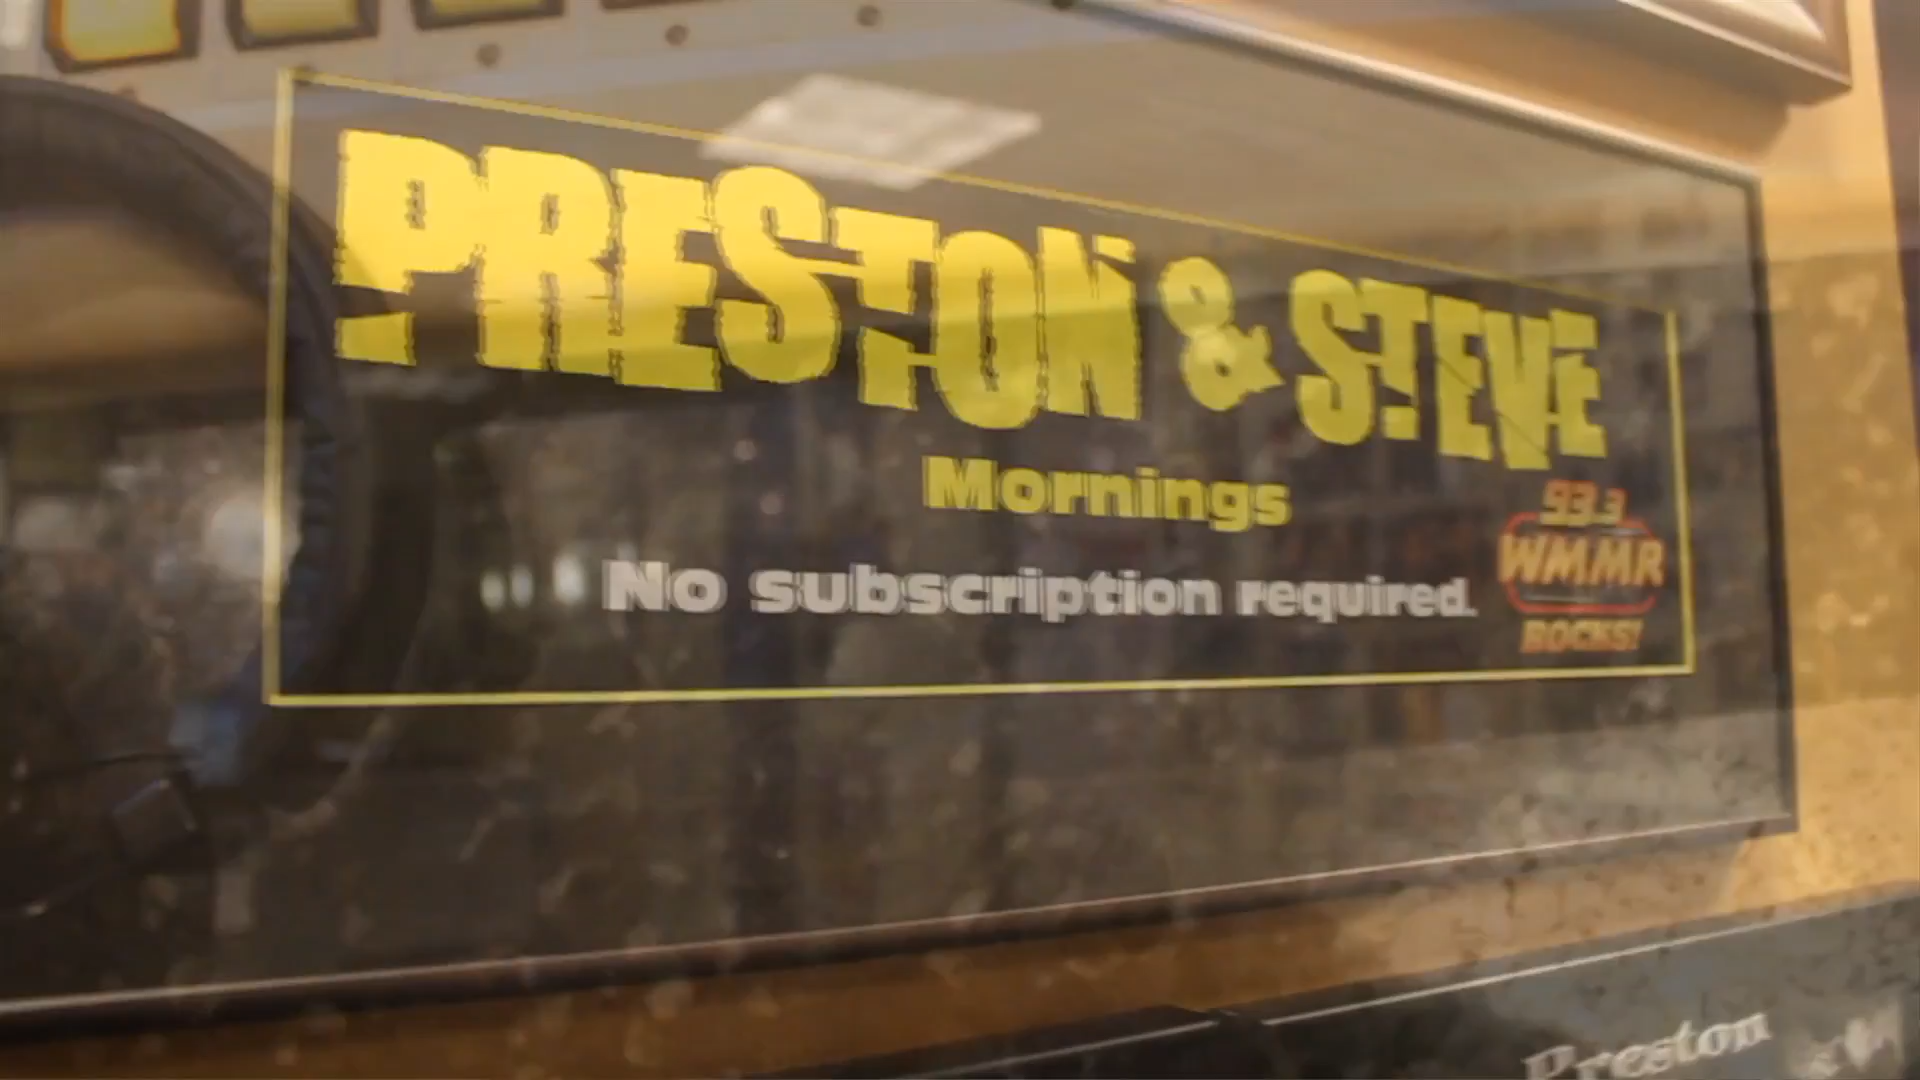 PRESTON & STEVE
Mornings
No subscription required.
93.3
WMMR
ROCKS!
Preston